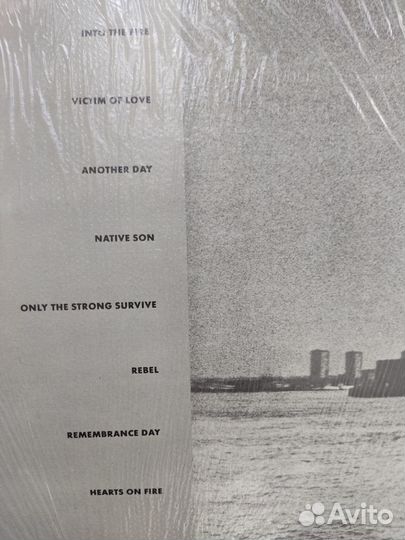 INTO THE FIRE
VICTIM OF LOVE
ANOTHER DAY
NATIVE SON
ONLY THE STRONG SURVIVE
REBEL
REMEMBRANCE DAY
HEARTS ON FIRE
Avito